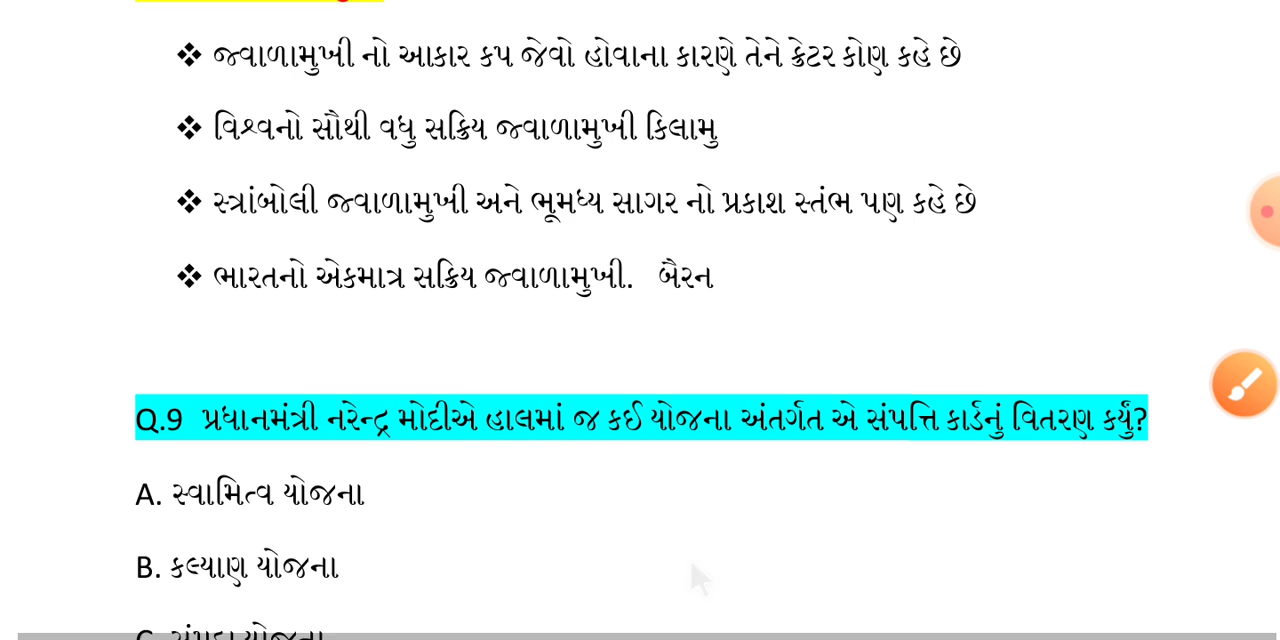 ❖ જ્વાળામુખી નો આકાર કપ જેવો હોવાના કારણે તેને ક્રેટર કોણ કહે છે
❖ વિશ્વનો સૌથી વધુ સક્રિય જ્વાળામુખી કિલામુ
❖ સ્ત્રાંબોલી જ્વાળામુખી અને ભૂમધ્ય સાગર નો પ્રકાશ સ્તંભ પણ કહે છે
❖ ભારતનો એકમાત્ર સક્રિય જ્વાળામુખી. બૈરન
Q.9 પ્રધાનમંત્રી નરેન્દ્ર મોદીએ હાલમાં જ કઈ યોજના અંતર્ગત એ સંપત્તિ કાર્ડનું વિતરણ કર્યું?
A. સ્વામિત્વ યોજના
B. કલ્યાણ યોજના